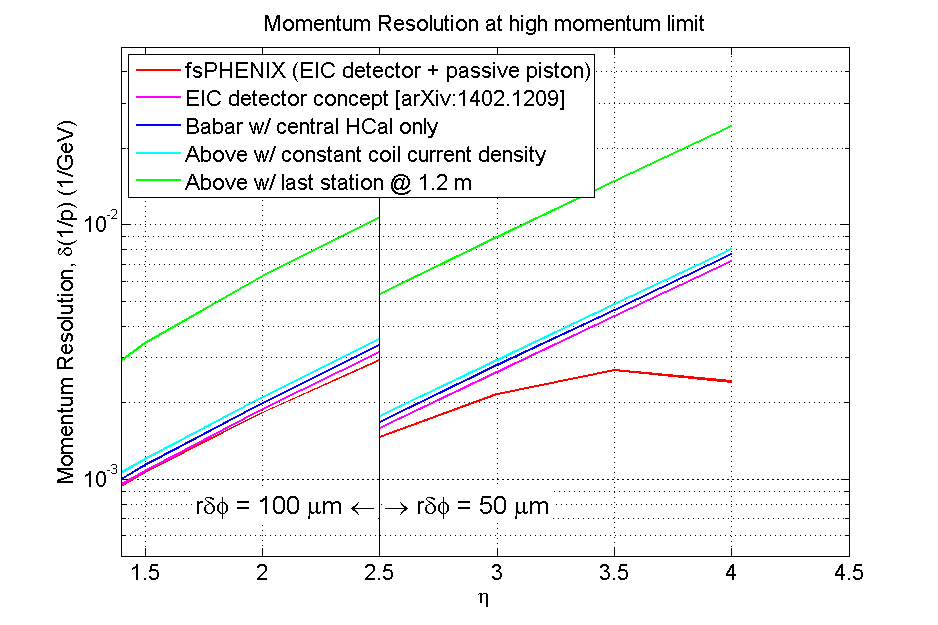 Momentum Resolution at high momentum limit
fsPHENIX (EIC detector + passive piston)
EIC detector concept [arXiv:1402.1209]
Babar w/ central HCal only
Above w/ constant coil current density
Above w/ last station @ 1.2 m
Momentum Resolution, δ(1/p) (1/GeV)
10⁻²
10⁻³
rδϕ = 100 μm ← → rδϕ = 50 μm
1.5 2 2.5 3 3.5 4 4.5
η